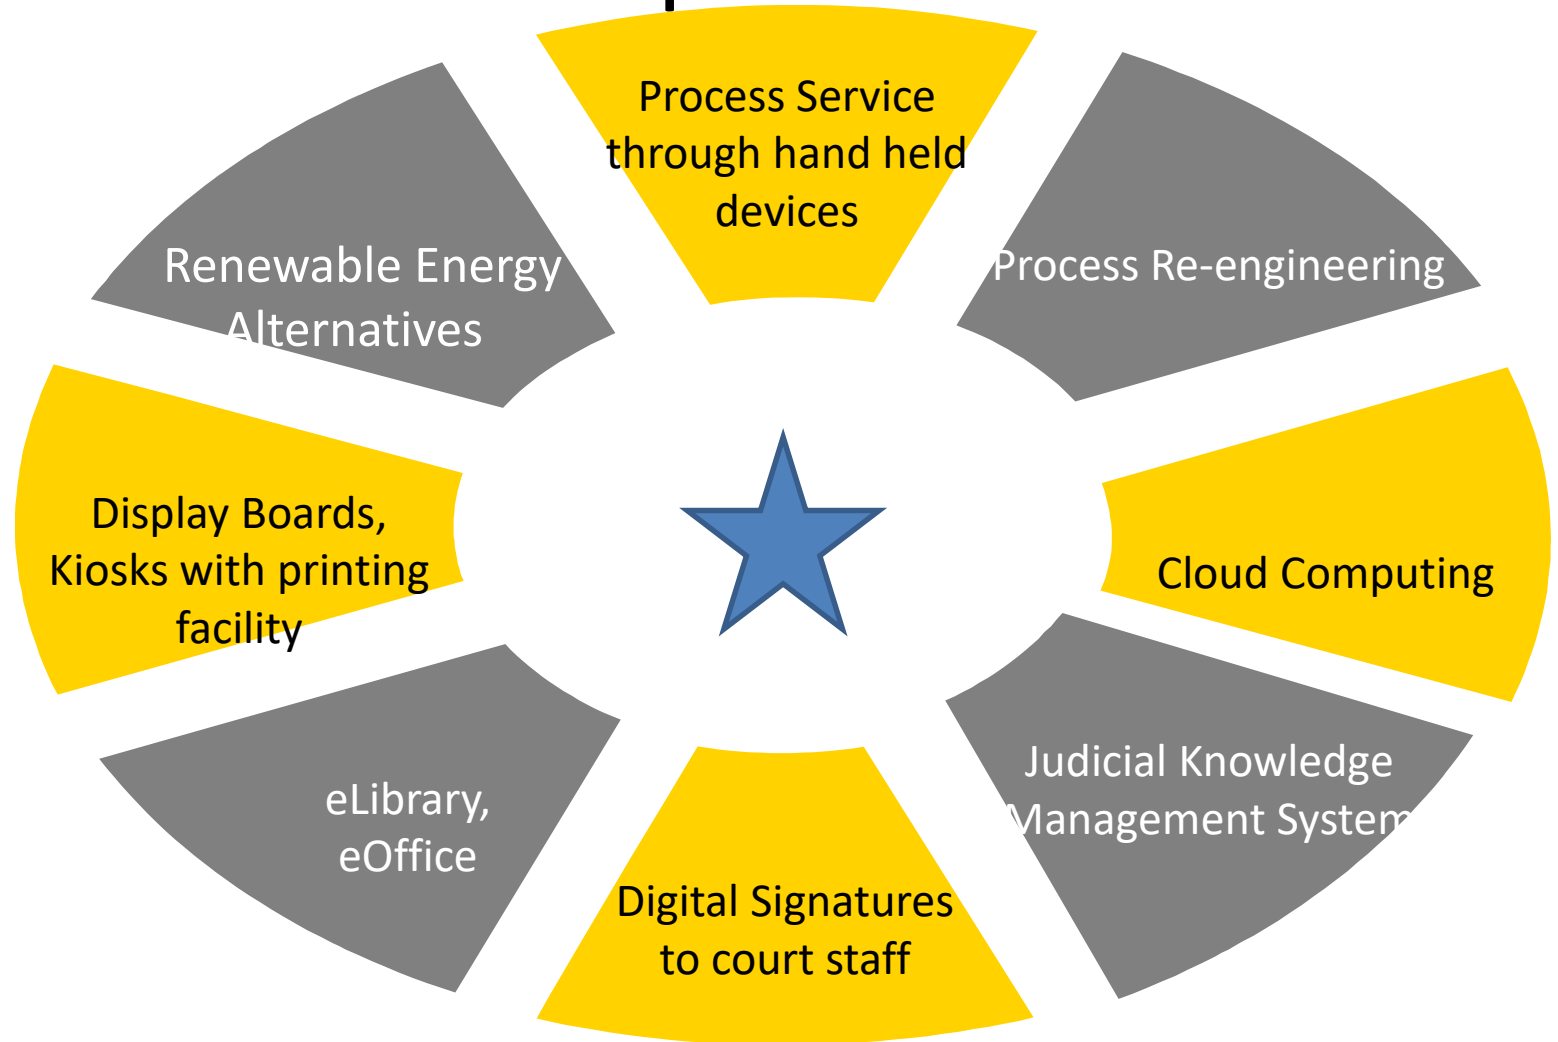 Process Service
through hand held
devices
Process Re-engineering
Cloud Computing
Judicial Knowledge
Management System
Digital Signatures
to court staff
eLibrary,
eOffice
Display Boards,
Kiosks with printing
facility
Renewable Energy
Alternatives